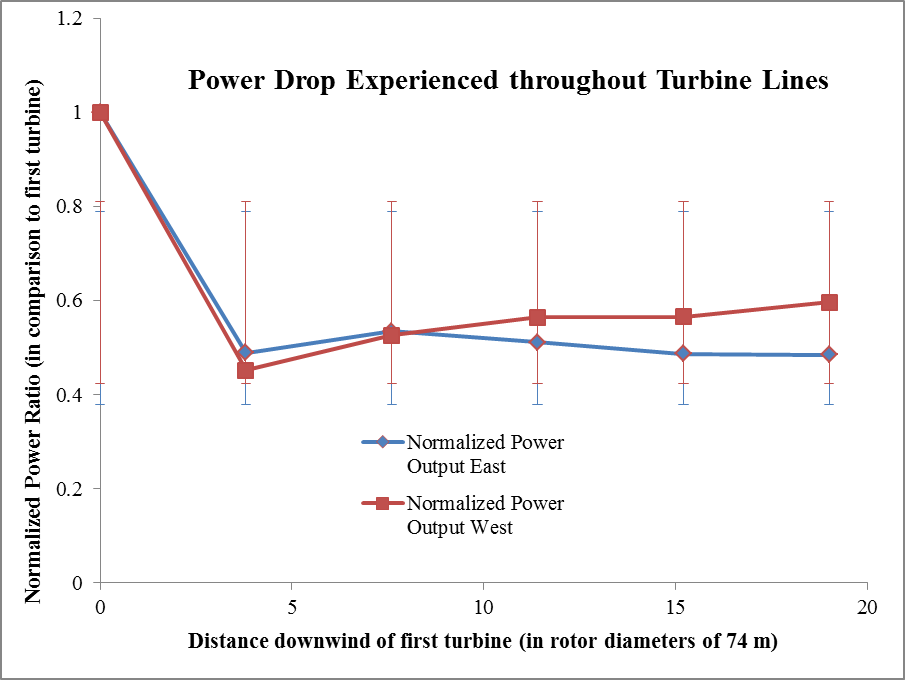 Power Drop Experienced throughout Turbine Lines
Normalized Power Ratio (in comparison to first turbine)
1.2
1
0.8
0.6
0.4
0.2
0
Normalized Power
Output East
Normalized Power
Output West
0
5
10
15
20
Distance downwind of first turbine (in rotor diameters of 74 m)